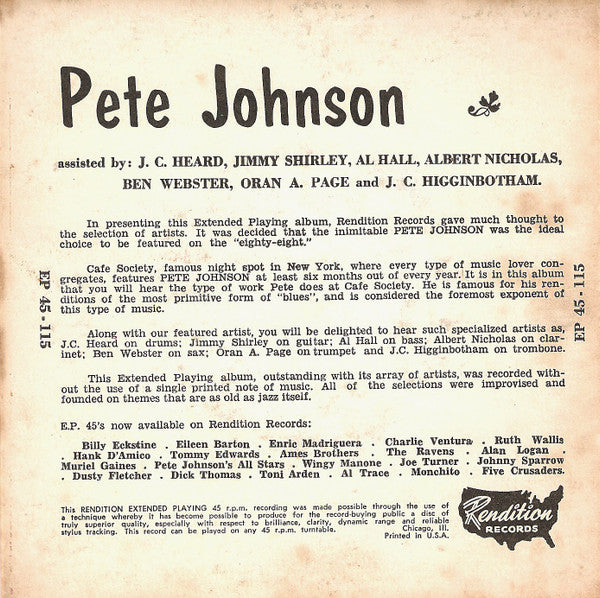 Pete Johnson
assisted by: J. C. HEARD, JIMMY SHIRLEY, AL HALL, ALBERT NICHOLAS,
BEN WEBSTER, ORAN A. PAGE and J. C. HIGGINBOTHAM.
In presenting this Extended Playing album, Rendition Records gave much thought to
the selection of artists. It was decided that the inimitable PETE JOHNSON was the ideal
choice to be featured on the "eighty-eight."
Cafe Society, famous night spot in New York, where every type of music lover con-
gregates, features PETE JOHNSON at least six months out of every year. It is in this album
that you will hear the type of work Pete does at Cafe Society. He is famous for his ren-
ditions of the most primitive form of "blues", and is considered the foremost exponent of
this type of music.
Along with our featured artist, you will be delighted to hear such specialized artists as,
J.C. Heard on drums; Jimmy Shirley on guitar; Al Hall on bass; Albert Nicholas on clar-
inet; Ben Webster on sax; Oran A. Page on trumpet and J.C. Higginbotham on trombone.
This Extended Playing album, outstanding with its array of artists, was recorded with-
out the use of a single printed note of music. All of the selections were improvised and
founded on themes that are as old as jazz itself.
E.P. 45's now available on Rendition Records:
Billy Eckstine . Eileen Barton . Enric Madriguera . Charlie Ventura . Ruth Wallis
. Hank D'Amico . Tommy Edwards . Ames Brothers . The Ravens . Alan Logan .
Muriel Gaines . Pete Johnson's All Stars . Wingy Manone . Joe Turner . Johnny Sparrow
. Dusty Fletcher . Dick Thomas . Toni Arden . Al Trace . Monchito . Five Crusaders.
This RENDITION EXTENDED PLAYING 45 r.p.m. recording was made possible through the use of
a technique whereby it has become possible to produce for the record-buying public a disc of
truly superior quality, especially with respect to brilliance, clarity, dynamic range and reliable
stylus tracking. This record can be played on any 45 r.p.m. turntable. Chicago, Ill.
Printed in U.S.A.
Rendition
RECORDS
EP 45-115
EP 45-115